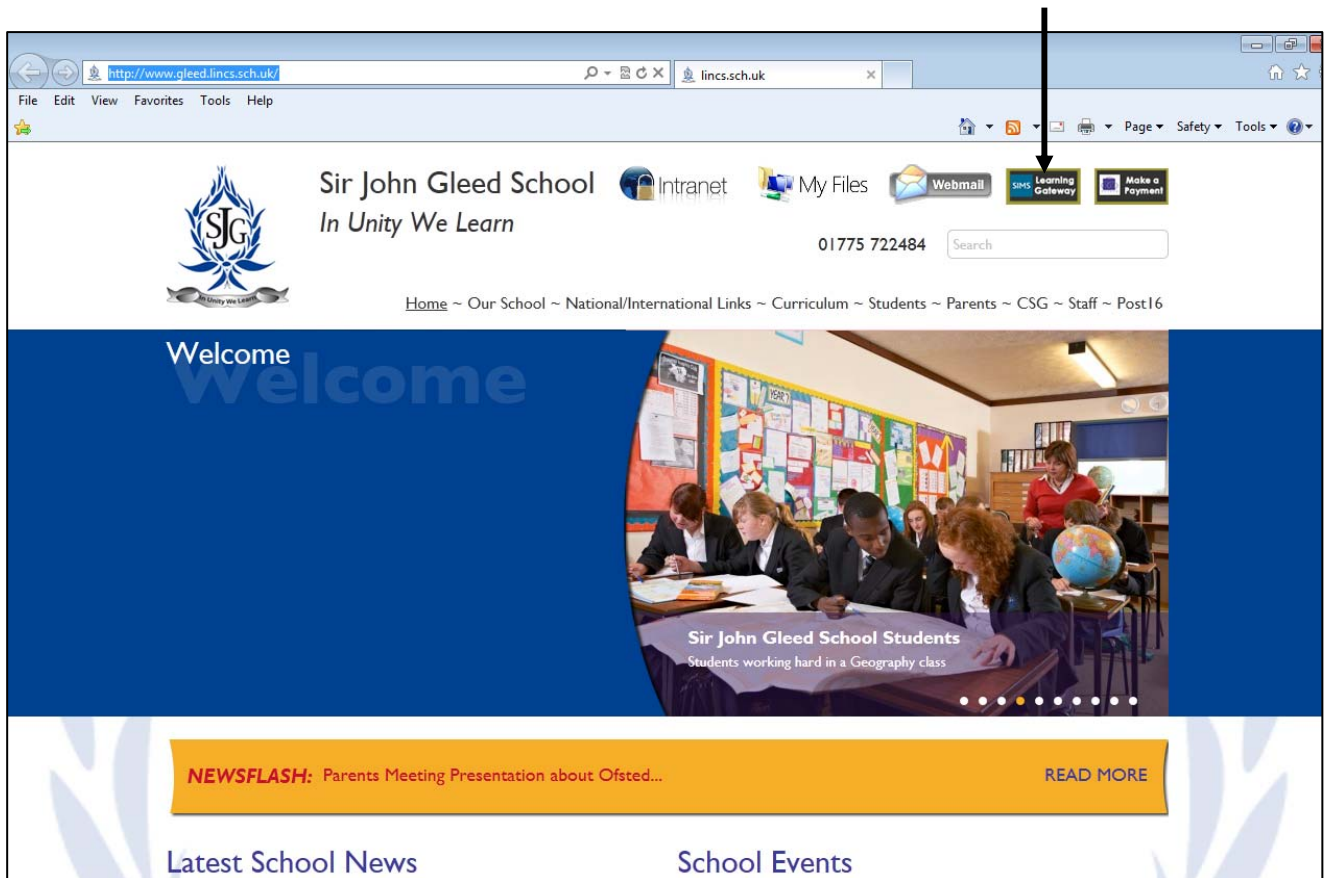 http://www.gleed.lincs.sch.uk/
lincs.sch.uk
File Edit View Favorites Tools Help
Page Safety Tools
Sir John Gleed School
In Unity We Learn
Intranet
My Files
Webmail
SIMS Learning Gateway
Make a Payment
SJG
In Unity We Learn
01775 722484
Search
Home ~ Our School ~ National/International Links ~ Curriculum ~ Students ~ Parents ~ CSG ~ Staff ~ Post16
Welcome
Welcome
YEAR 7
Sir John Gleed School Students
Students working hard in a Geography class
NEWSFLASH: Parents Meeting Presentation about Ofsted... READ MORE
Latest School News
School Events